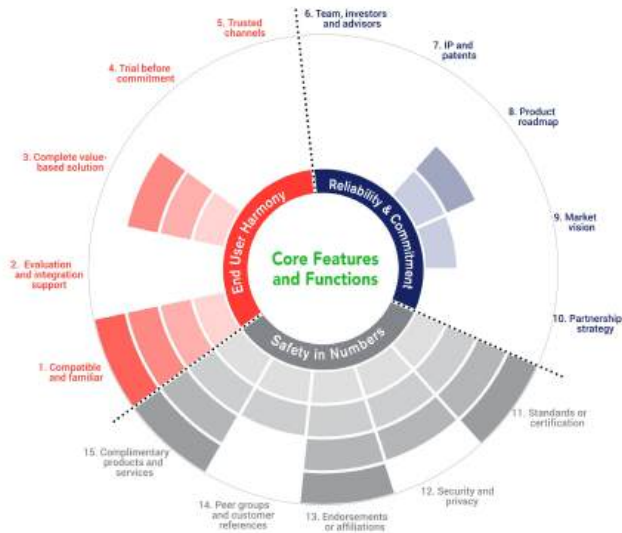 5. Trusted
channels
6. Team, investors
and advisors
7. IP and
patents
4. Trial before
commitment
8. Product
roadmap
3. Complete value-
based solution
End User Harmony
Reliability & Commitment
9. Market
vision
Core Features
and Functions
2. Evaluation
and integration
support
10. Partnership
strategy
Safety in Numbers
1. Compatible
and familiar
11. Standards or
certification
15. Complimentary
products and
services
12. Security and
privacy
14. Peer groups
and customer
references
13. Endorsements
or affiliations